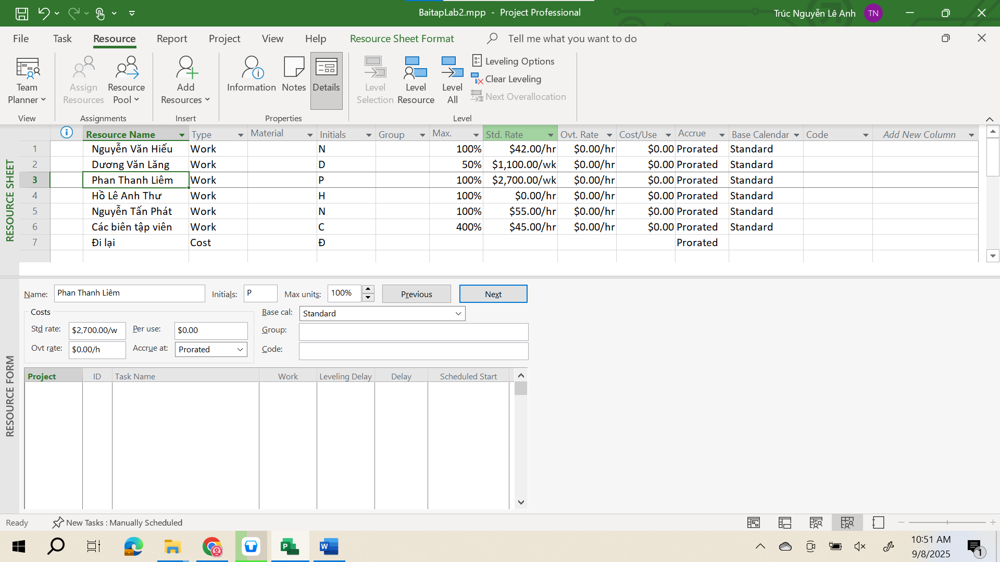 BaitapLab2.mpp - Project Professional
Trúc Nguyễn Lê Anh
TN
File Task Resource Report Project View Help Resource Sheet Format Tell me what you want to do
Team Planner
Assign Resources
Resource Pool
Add Resources
Information
Notes
Details
Level Selection
Level Resource
Level All
Leveling Options
Clear Leveling
Next Overallocation
View Assignments Insert Properties Level
Resource Name Type Material Initials Group Max. Std. Rate Ovt. Rate Cost/Use Accrue Base Calendar Code Add New Column
1 Nguyễn Văn Hiếu Work N 100% $42.00/hr $0.00/hr $0.00 Prorated Standard
2 Dương Văn Lăng Work D 50% $1,100.00/wk $0.00/hr $0.00 Prorated Standard
3 Phan Thanh Liêm Work P 100% $2,700.00/wk $0.00/hr $0.00 Prorated Standard
4 Hồ Lê Anh Thư Work H 100% $0.00/hr $0.00/hr $0.00 Prorated Standard
5 Nguyễn Tấn Phát Work N 100% $55.00/hr $0.00/hr $0.00 Prorated Standard
6 Các biên tập viên Work C 400% $45.00/hr $0.00/hr $0.00 Prorated Standard
7 Đi lại Cost Đ Prorated
RESOURCE SHEET
Name: Phan Thanh Liêm Initials: P Max units: 100% Previous Next
Costs Base cal: Standard
Std rate: $2,700.00/w Per use: $0.00 Group:
Ovt rate: $0.00/h Accrue at: Prorated Code:
Project ID Task Name Work Leveling Delay Delay Scheduled Start
RESOURCE FORM
Ready New Tasks : Manually Scheduled
10:51 AM
9/8/2025
1